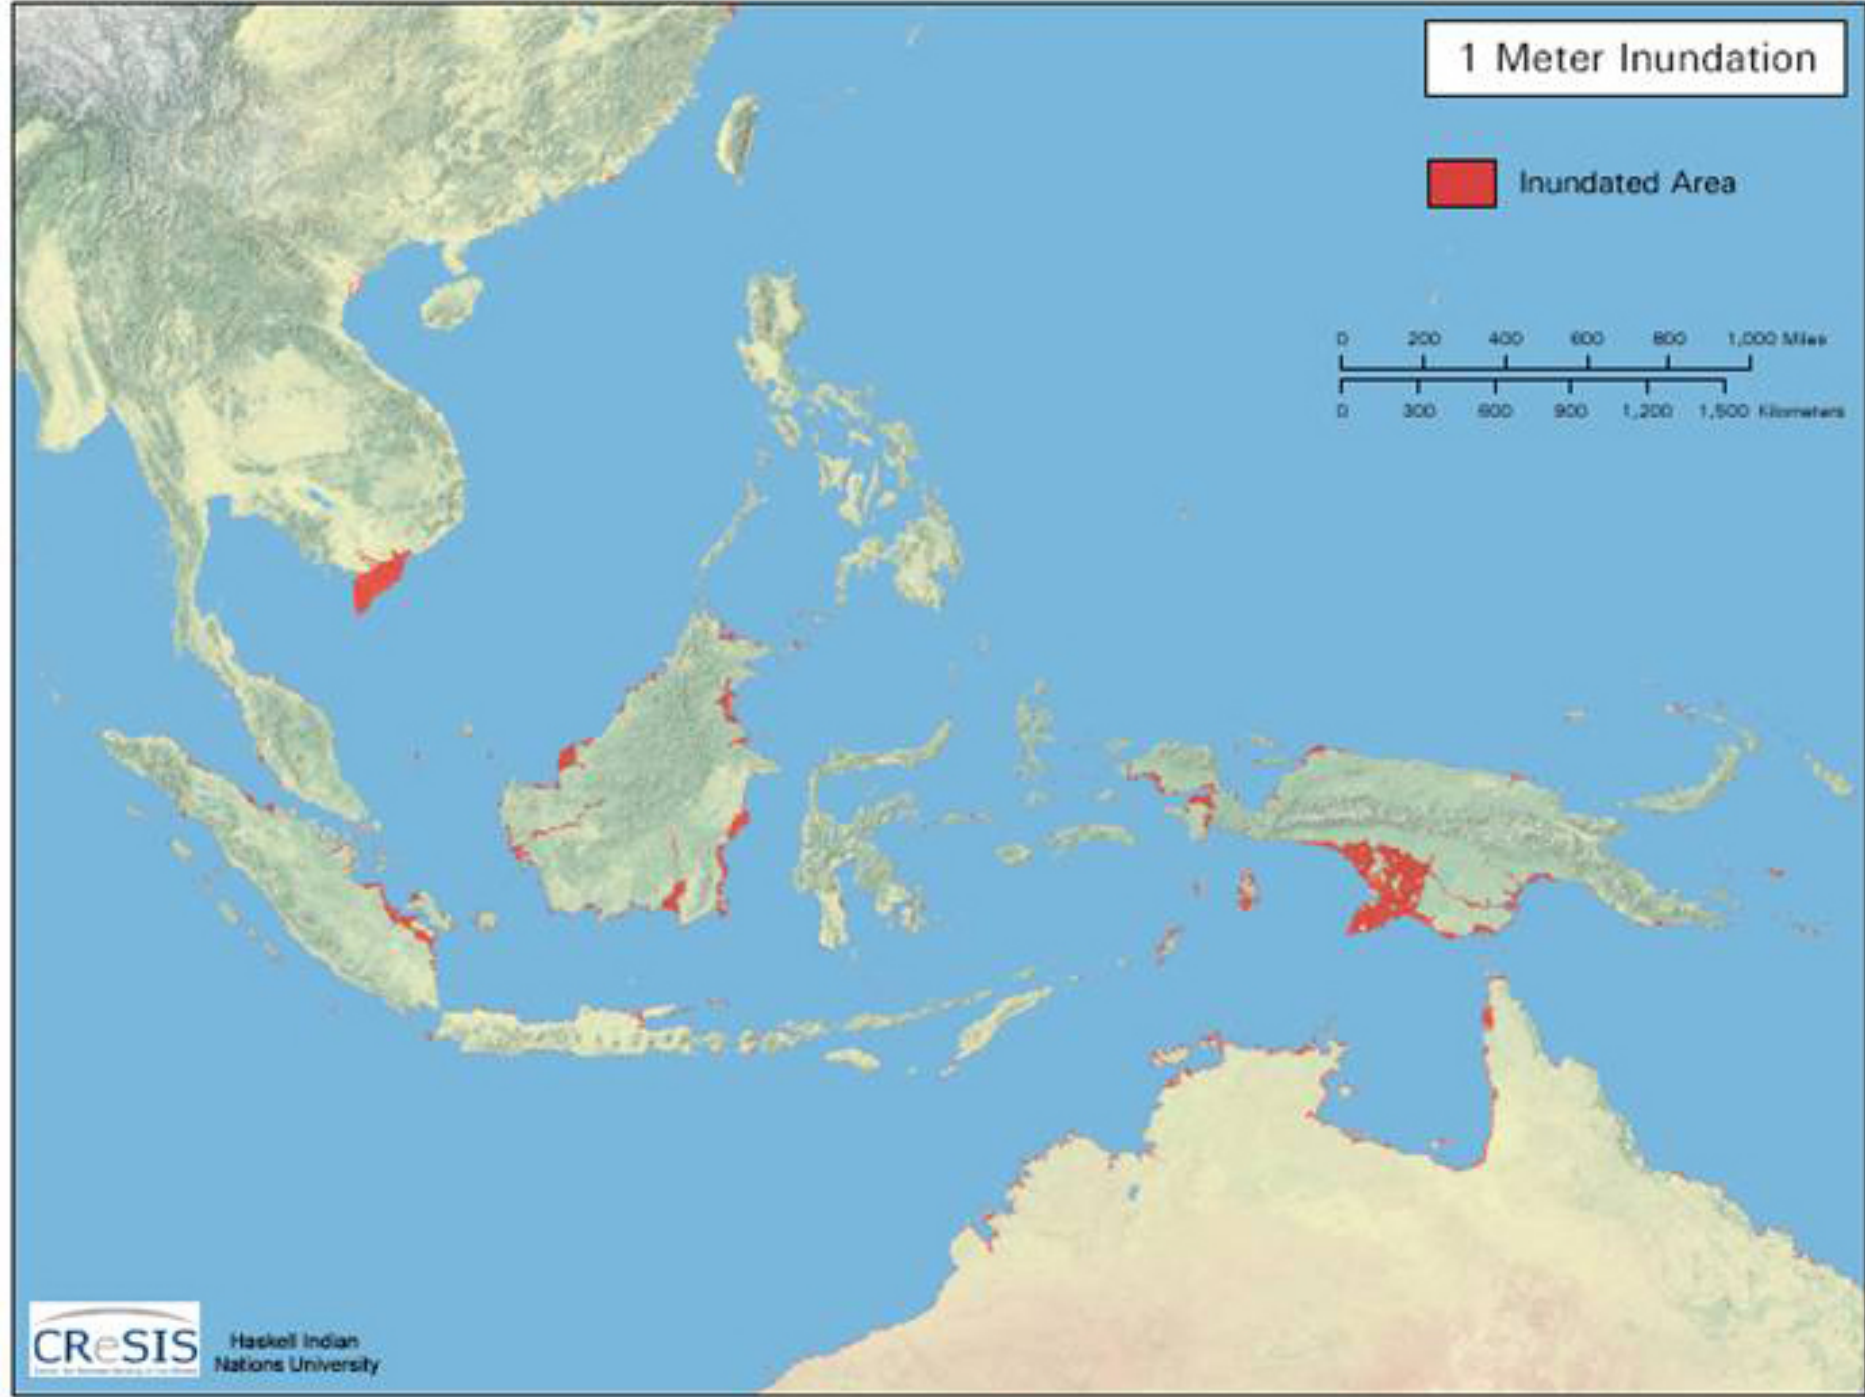 1 Meter Inundation
Inundated Area
0 200 400 600 800 1,000 Miles
0 300 600 900 1,200 1,500 Kilometers
CReSIS
Haskell Indian
Nations University